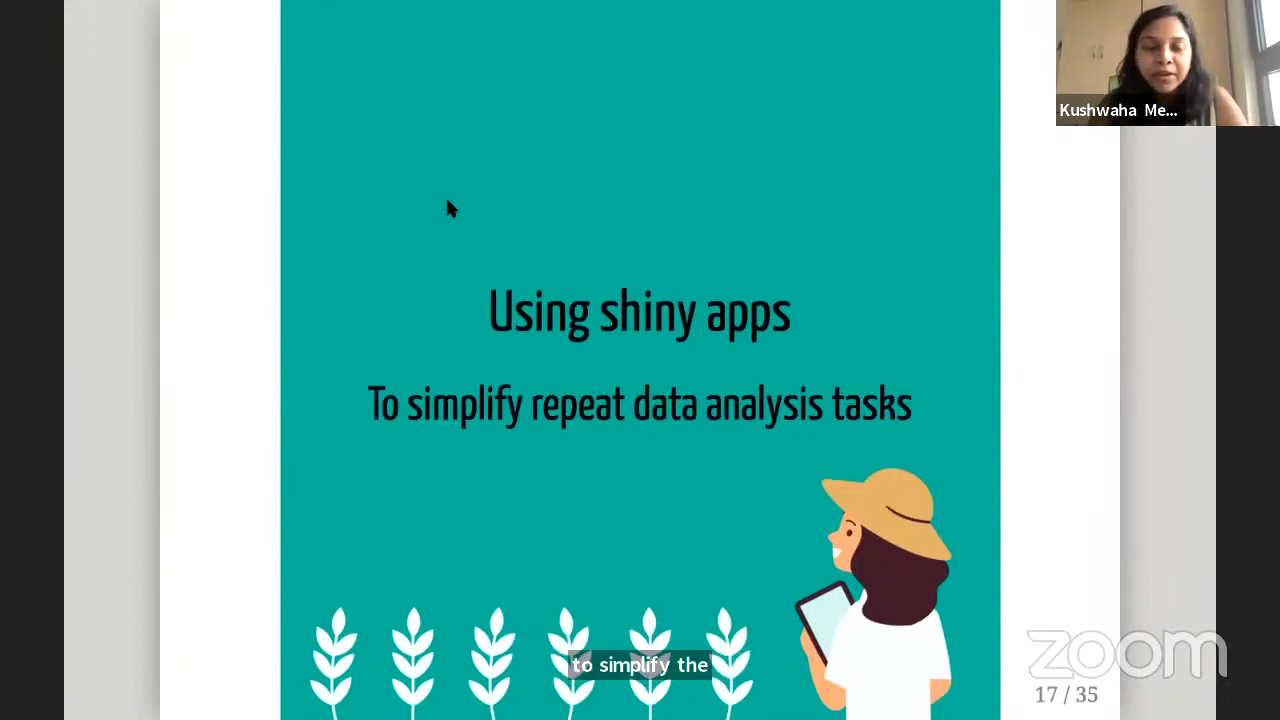 Kushwaha Me...
Using shiny apps
To simplify repeat data analysis tasks
to simplify the
zoom
17 / 35